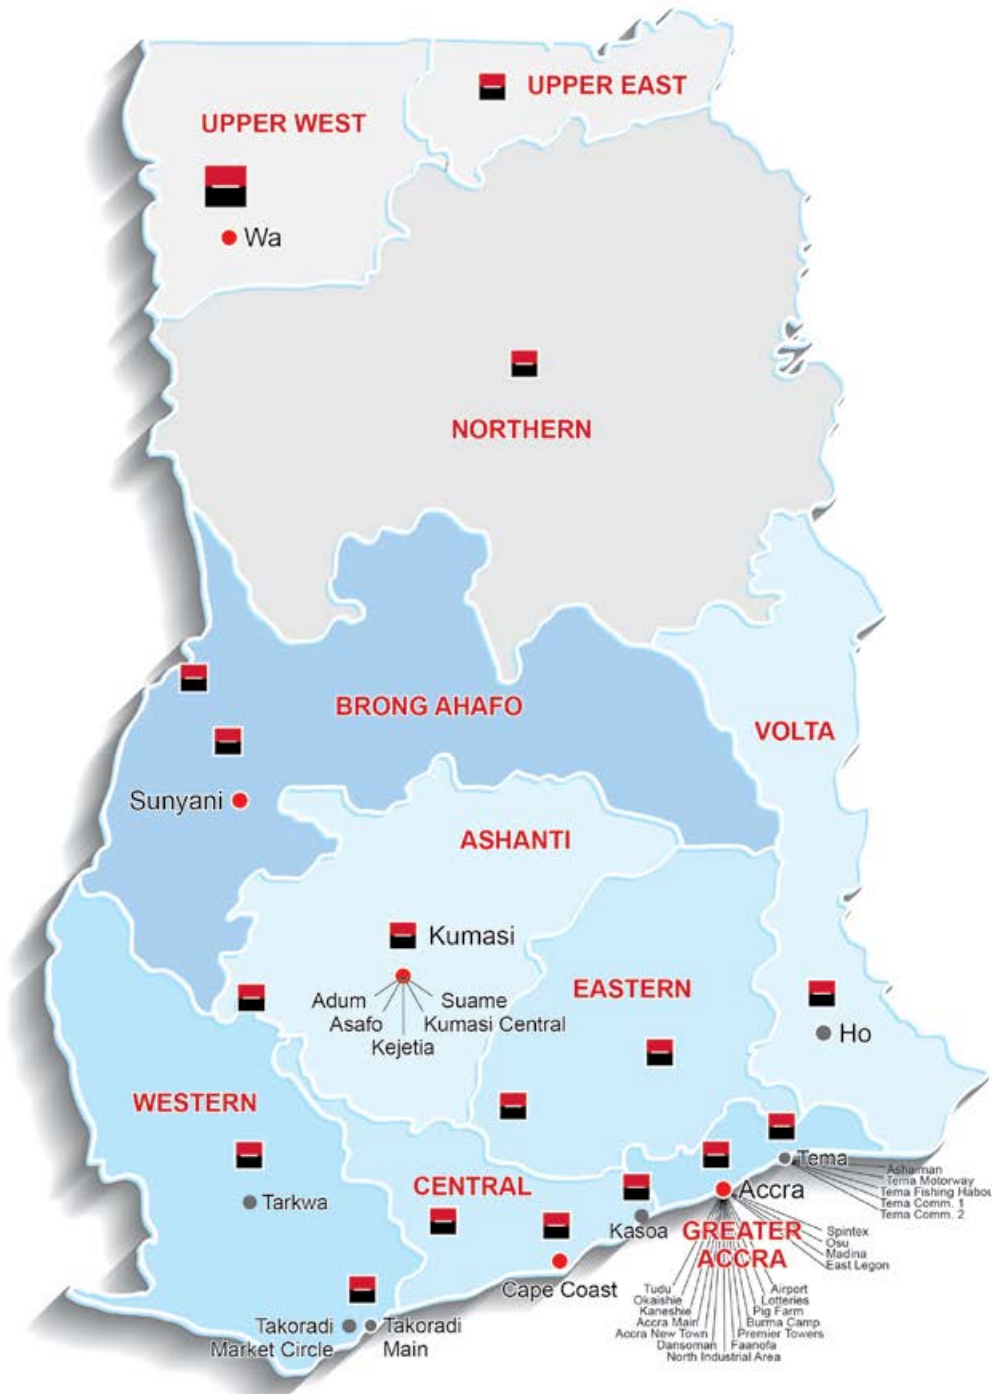 UPPER EAST
UPPER WEST
Wa
NORTHERN
BRONG AHAFO
VOLTA
Sunyani
ASHANTI
Kumasi
Adum
Suame
Asafo
Kumasi Central
Kejetia
EASTERN
Ho
WESTERN
Tarkwa
CENTRAL
Tema
Ashaiman
Tema Motorway
Tema Fishing Habou
Tema Comm. 1
Tema Comm. 2
Accra
Kasoa
GREATER
ACCRA
Spintex
Osu
Madina
East Legon
Cape Coast
Tudu
Okaishie
Kaneshie
Accra Main
Accra New Town
Dansoman
North Industrial Area
Airport
Lotteries
Pig Farm
Burma Camp
Premier Towers
Faanofa
Takoradi
Market Circle
Takoradi
Main